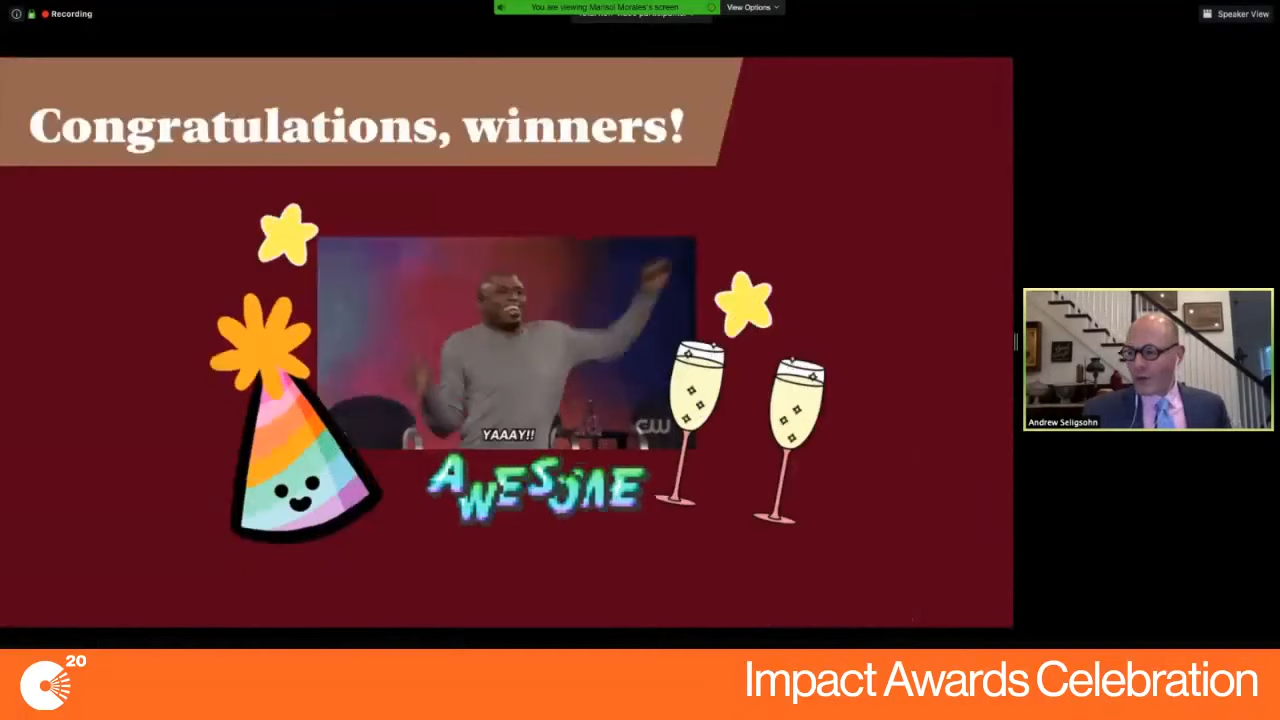 Recording
You are viewing Marisol Morales's screen
View Options
Speaker View
Congratulations, winners!
YAAAY!!
CW
AWESOME
Andrew Seligsohn
20
Impact Awards Celebration